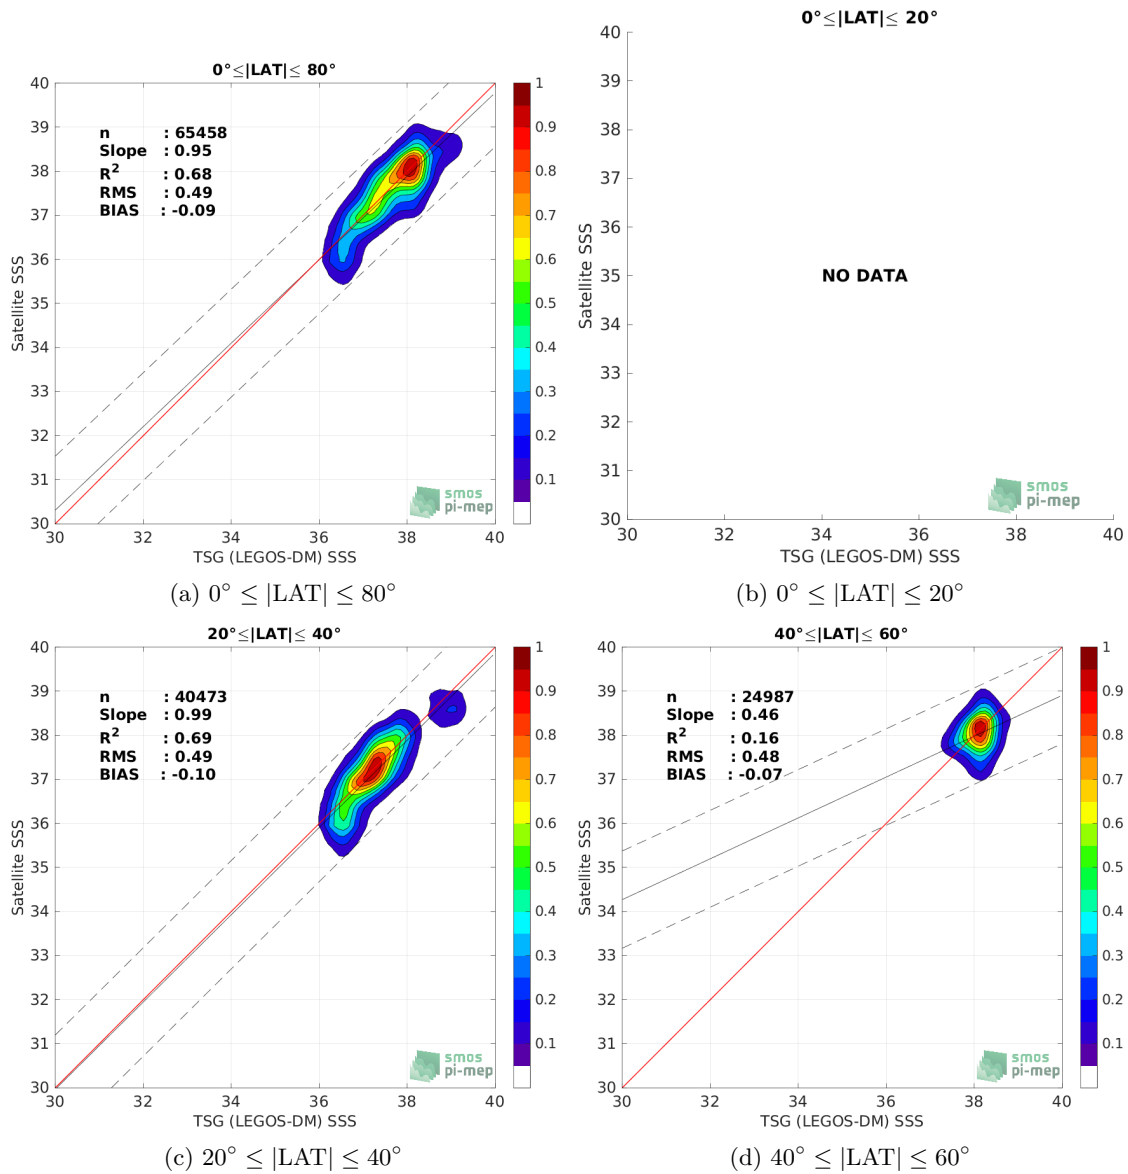 0°≤|LAT|≤ 80°
40
39
38
37
36
35
34
33
32
31
30
Satellite SSS
n : 65458
Slope : 0.95
R² : 0.68
RMS : 0.49
BIAS : -0.09
smos
pi-mep
30 32 34 36 38 40
TSG (LEGOS-DM) SSS
1
0.9
0.8
0.7
0.6
0.5
0.4
0.3
0.2
0.1
(a) 0° ≤ |LAT| ≤ 80°
0°≤|LAT|≤ 20°
40
39
38
37
36
35
34
33
32
31
30
Satellite SSS
NO DATA
smos
pi-mep
30 32 34 36 38 40
TSG (LEGOS-DM) SSS
(b) 0° ≤ |LAT| ≤ 20°
20°≤|LAT|≤ 40°
40
39
38
37
36
35
34
33
32
31
30
Satellite SSS
n : 40473
Slope : 0.99
R² : 0.69
RMS : 0.49
BIAS : -0.10
smos
pi-mep
30 32 34 36 38 40
TSG (LEGOS-DM) SSS
1
0.9
0.8
0.7
0.6
0.5
0.4
0.3
0.2
0.1
(c) 20° ≤ |LAT| ≤ 40°
40°≤|LAT|≤ 60°
40
39
38
37
36
35
34
33
32
31
30
Satellite SSS
n : 24987
Slope : 0.46
R² : 0.16
RMS : 0.48
BIAS : -0.07
smos
pi-mep
30 32 34 36 38 40
TSG (LEGOS-DM) SSS
1
0.9
0.8
0.7
0.6
0.5
0.4
0.3
0.2
0.1
(d) 40° ≤ |LAT| ≤ 60°